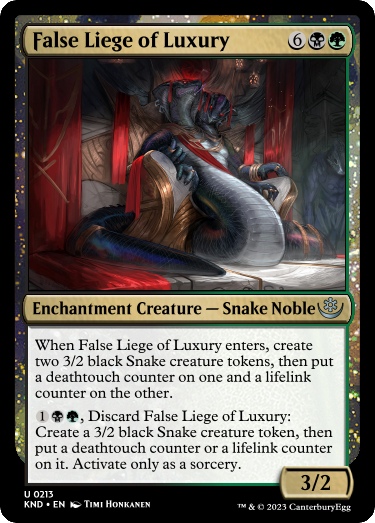 False Liege of Luxury 6
Enchantment Creature — Snake Noble
When False Liege of Luxury enters, create
two 3/2 black Snake creature tokens, then put
a deathtouch counter on one and a lifelink
counter on the other.
1, Discard False Liege of Luxury:
Create a 3/2 black Snake creature token, then
put a deathtouch counter or a lifelink counter
on it. Activate only as a sorcery.
3/2
U 0213
KND • EN Timi Honkanen
™ & © 2023 CanterburyEgg